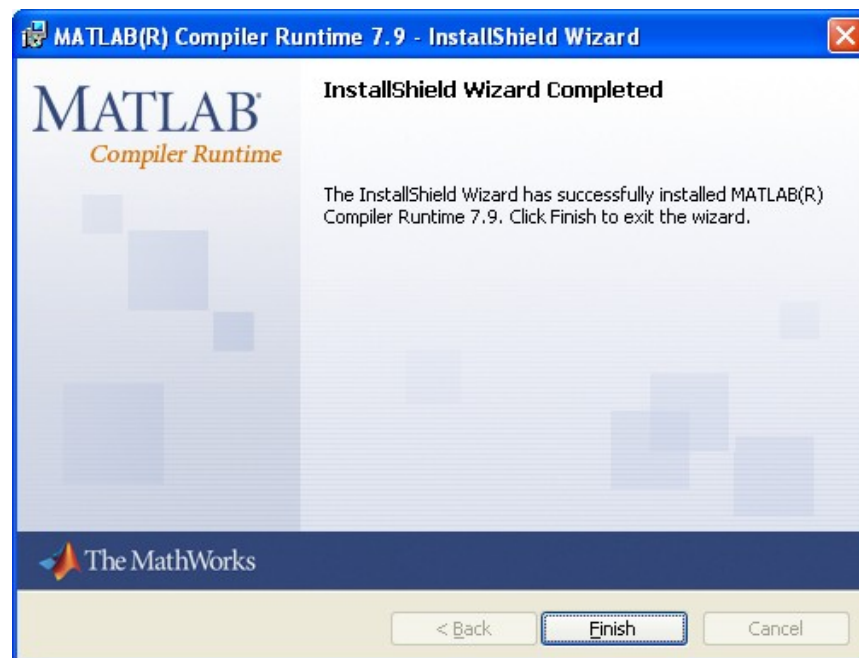 MATLAB(R) Compiler Runtime 7.9 - InstallShield Wizard
MATLAB®
Compiler Runtime
InstallShield Wizard Completed
The InstallShield Wizard has successfully installed MATLAB(R)
Compiler Runtime 7.9. Click Finish to exit the wizard.
The MathWorks
< Back
Finish
Cancel